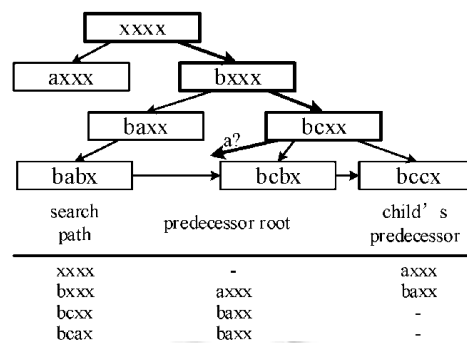 xxxx
axxx
bxxx
baxx
bcxx
a?
babx
bcbx
bccx
search path
predecessor root
child's predecessor
xxxx - axxx
bxxx axxx baxx
bcxx baxx -
bcax baxx -